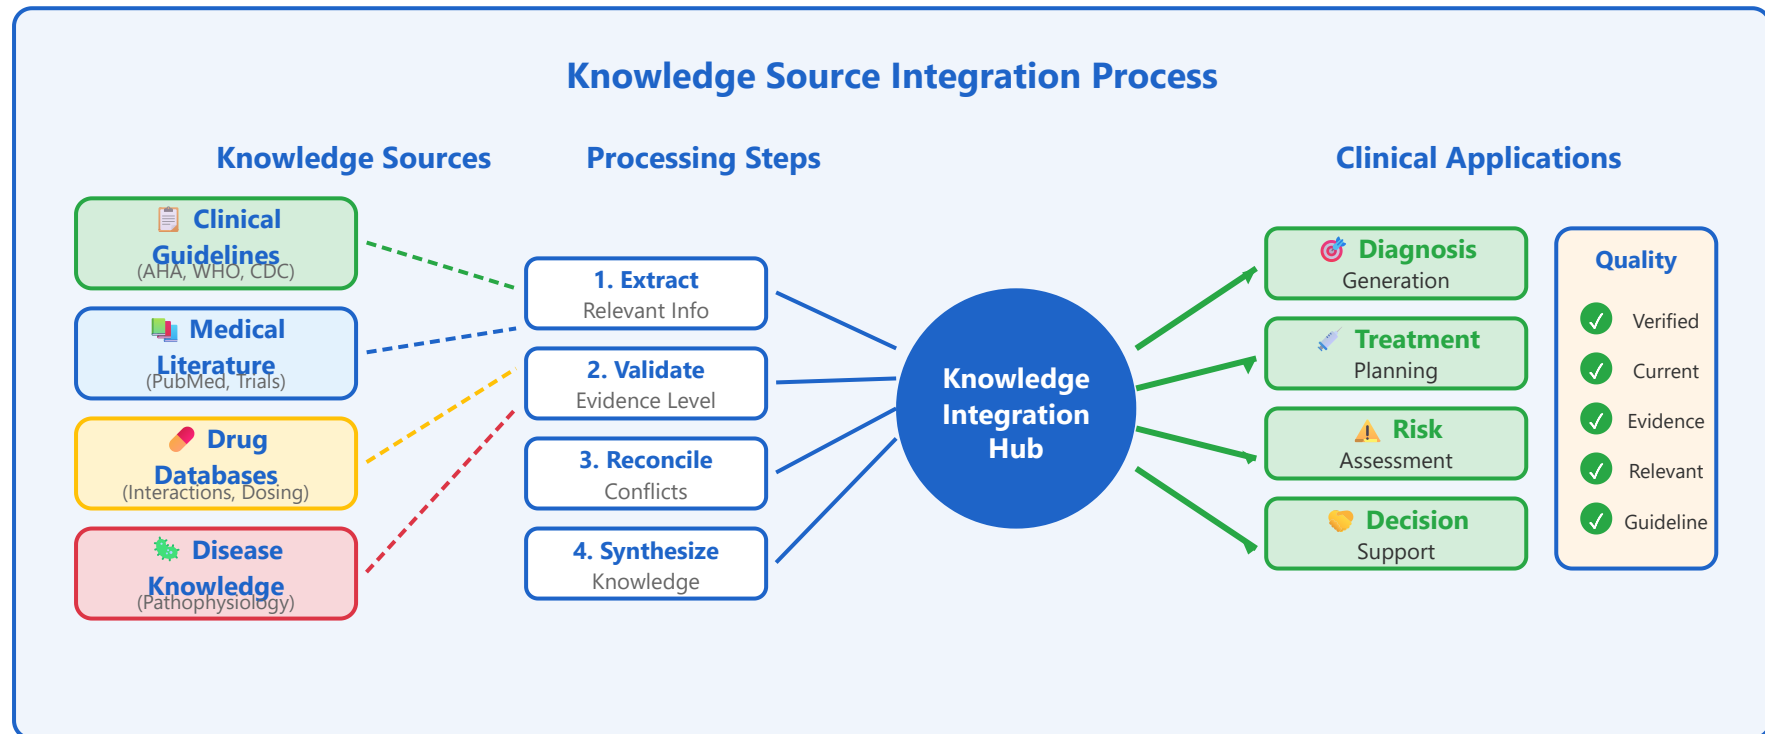 Knowledge Source Integration Process
Knowledge Sources
Clinical
Guidelines
(AHA, WHO, CDC)
Medical
Literature
(PubMed, Trials)
Drug
Databases
(Interactions, Dosing)
Disease
Knowledge
(Pathophysiology)
Processing Steps
1. Extract
Relevant Info
2. Validate
Evidence Level
3. Reconcile
Conflicts
4. Synthesize
Knowledge
Knowledge
Integration
Hub
Clinical Applications
Diagnosis
Generation
Treatment
Planning
Risk
Assessment
Decision
Support
Quality
Verified
Current
Evidence
Relevant
Guideline